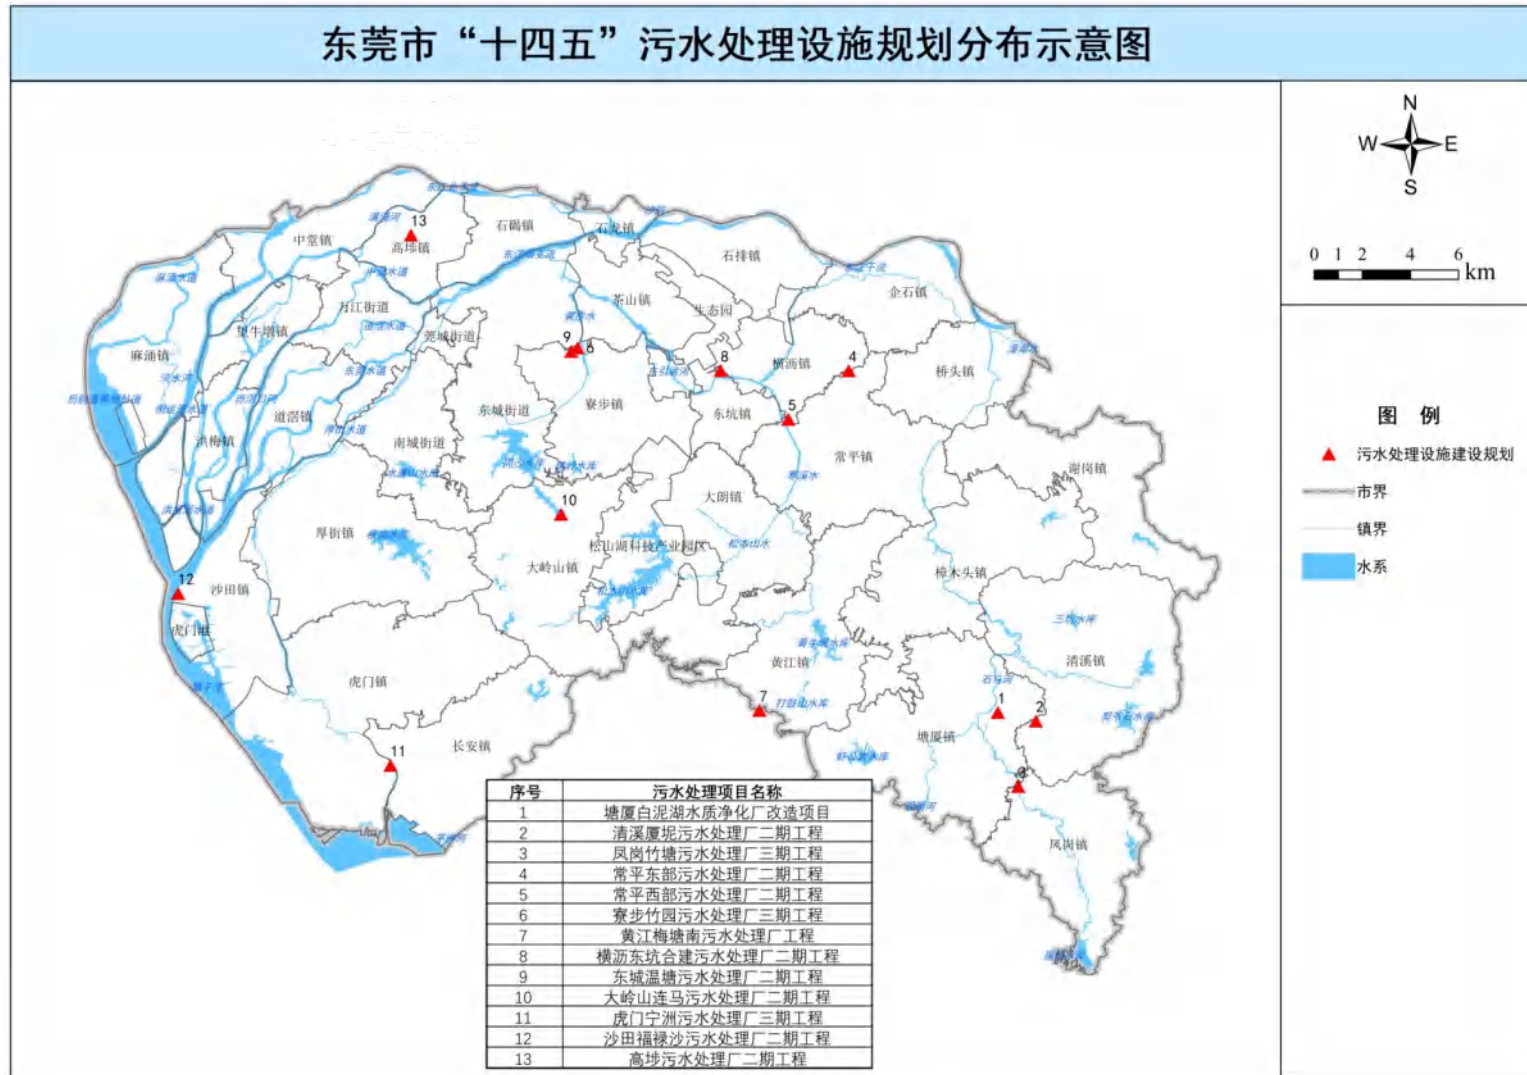 东莞市“十四五”污水处理设施规划分布示意图
N
W E
S
0 1 2 4 6
km
图 例
污水处理设施建设规划
市界
镇界
水系
13
石碣镇
石龙镇
中堂镇
高埗镇
石排镇
企石镇
万江街道
茶山镇
生态园
莞城街道
麻涌镇
9
6
8
横沥镇
4
桥头镇
道滘镇
东城街道
寮步镇
东坑镇
5
洪梅镇
南城街道
常平镇
谢岗镇
10
大朗镇
厚街镇
松山湖科技产业园区
松木山水
大岭山镇
樟木头镇
12
沙田镇
虎门港
三坑水库
黄江镇
清溪镇
虎门镇
石马河
7
打鼓山水库
1
2
长安镇
塘厦镇
11
3
凤岗镇
序号 污水处理项目名称
1 塘厦白泥湖水质净化厂改造项目
2 清溪厦坭污水处理厂二期工程
3 凤岗竹塘污水处理厂三期工程
4 常平东部污水处理厂二期工程
5 常平西部污水处理厂二期工程
6 寮步竹园污水处理厂三期工程
7 黄江梅塘南污水处理厂工程
8 横沥东坑合建污水处理厂二期工程
9 东城温塘污水处理厂二期工程
10 大岭山连马污水处理厂二期工程
11 虎门宁洲污水处理厂三期工程
12 沙田福禄沙污水处理厂二期工程
13 高埗污水处理厂二期工程